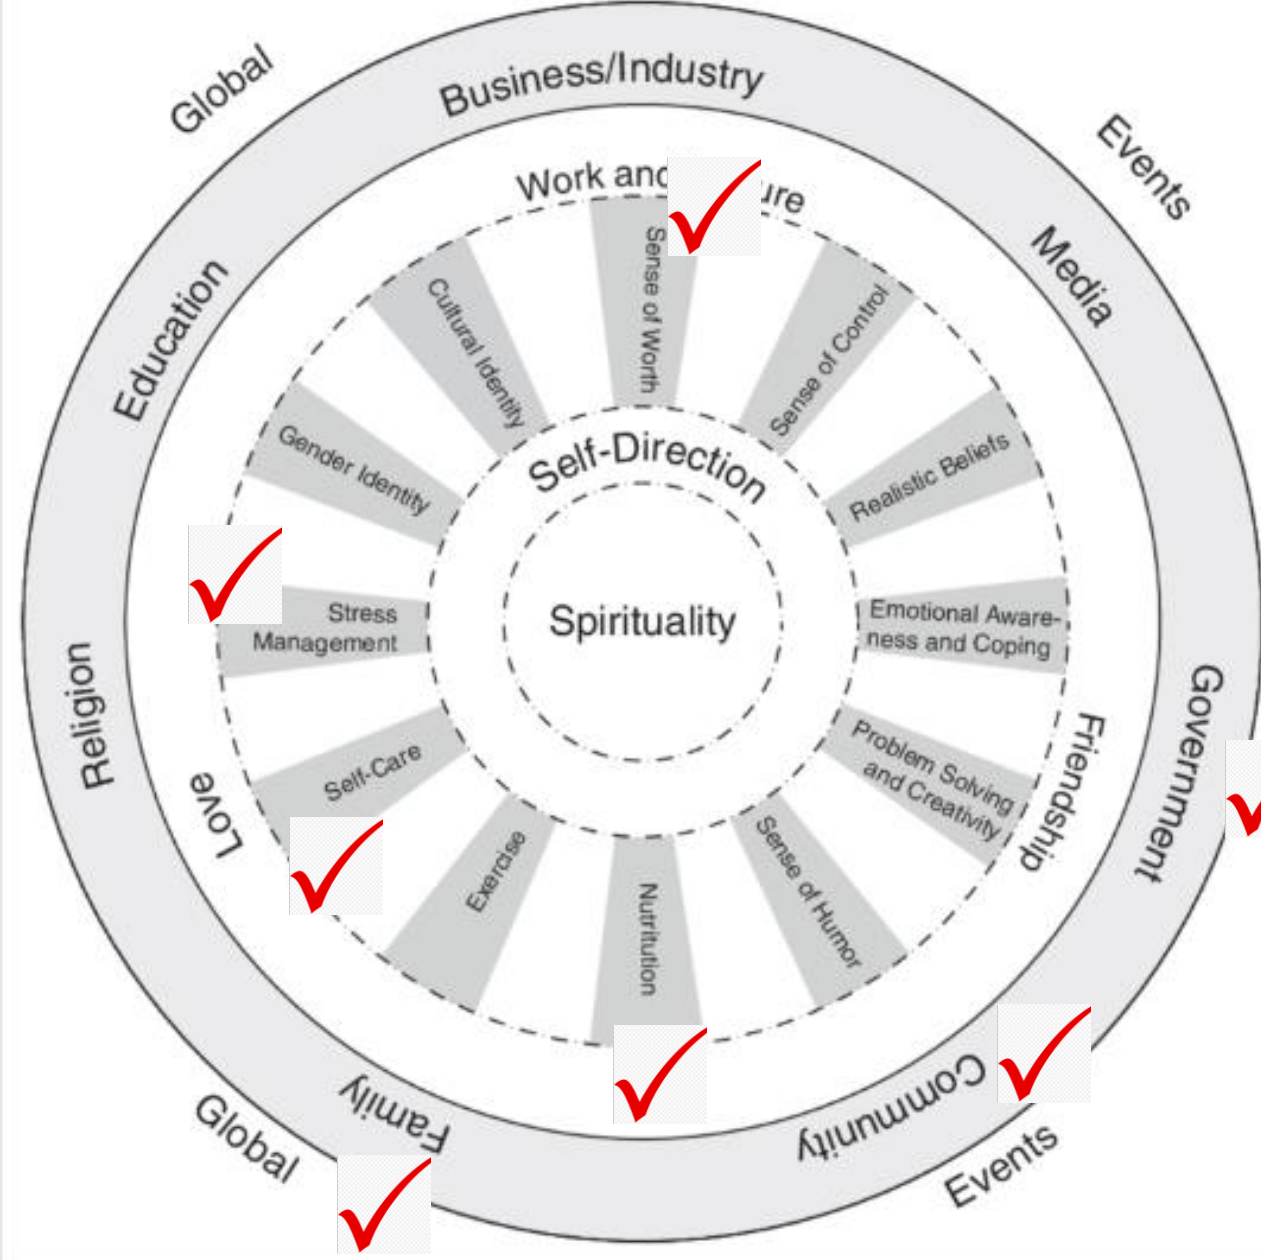 Global
Business/Industry
Events
Work and
ure
Media
Education
Cultural Identity
Sense of Worth
Sense of Control
Gender Identity
Self-Direction
Realistic Beliefs
Stress
Management
Spirituality
Emotional Aware-
ness and Coping
Religion
Love
Self-Care
Exercise
Nutritution
Sense of Humor
Problem Solving
and Creativity
Friendship
Government
Global
Family
Community
Events